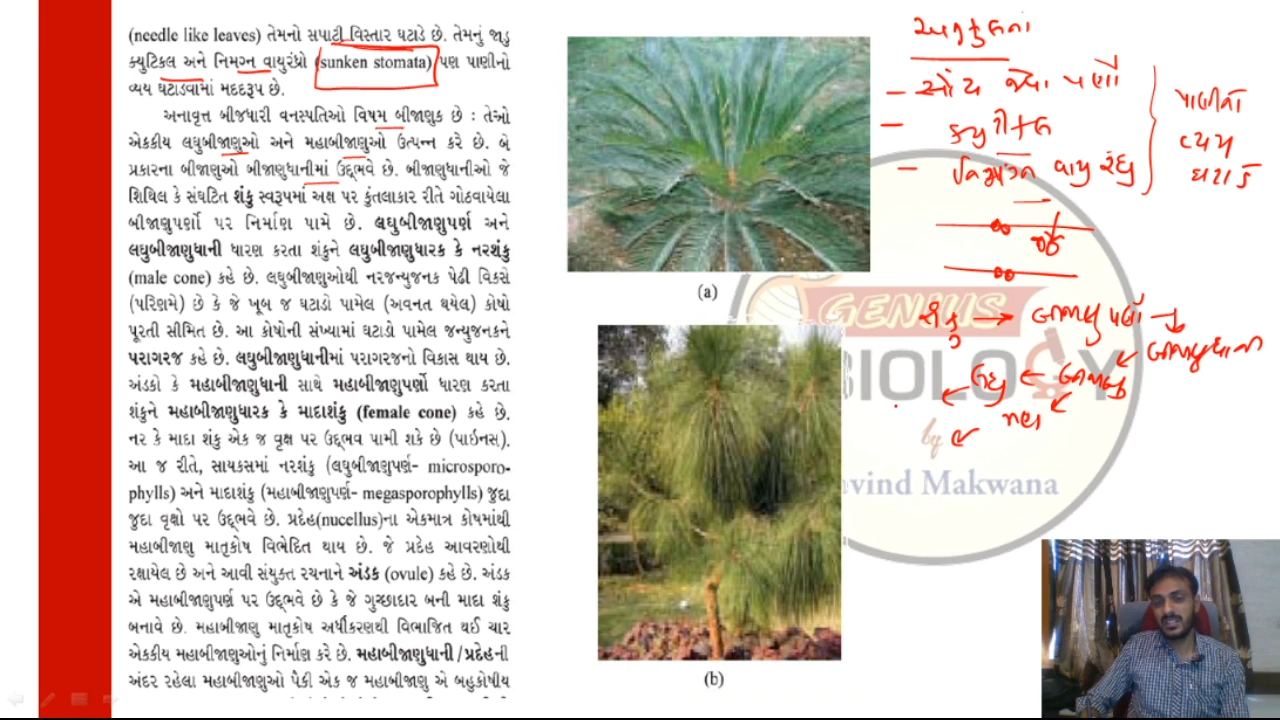 (needle like leaves) તેમનો સપાટી વિસ્તાર ઘટાડે છે. તેમનું જાડુ
ક્યુટિકલ અને નિમગ્ન વાયુરંધ્રો (sunken stomata) પણ પાણીનો
વ્યય ઘટાડવામાં મદદરૂપ છે.
અનાવૃત્ત બીજધારી વનસ્પતિઓ વિષમ બીજાણુક છે : તેઓ
એકકીય લઘુબીજાણુઓ અને મહાબીજાણુઓ ઉત્પન્ન કરે છે. બે
પ્રકારના બીજાણુઓ બીજાણુધાનીમાં ઉદ્દ્ભવે છે. બીજાણુધાનીઓ જે
શિથિલ કે સંઘટિત શંકુ સ્વરૂપમાં અક્ષ પર કુંતલાકાર રીતે ગોઠવાયેલા
બીજાણુપર્ણો પર નિર્માણ પામે છે. લઘુબીજાણુપર્ણ અને
લઘુબીજાણુધાની ધારણ કરતા શંકુને લઘુબીજાણુધારક કે નરશંકુ
(male cone) કહે છે. લઘુબીજાણુઓથી નરજન્યુજનક પેઢી વિકસે
(પરિણમે) છે કે જે ખૂબ જ ઘટાડો પામેલ (અવનત થયેલ) કોષો
પૂરતી સીમિત છે. આ કોષોની સંખ્યામાં ઘટાડો પામેલ જન્યુજનકને
પરાગરજ કહે છે. લઘુબીજાણુધાનીમાં પરાગરજનો વિકાસ થાય છે.
અંડકો કે મહાબીજાણુધાની સાથે મહાબીજાણુપર્ણો ધારણ કરતા
શંકુને મહાબીજાણુધારક કે માદાશંકુ (female cone) કહે છે.
નર કે માદા શંકુ એક જ વૃક્ષ પર ઉદ્દ્ભવ પામી શકે છે (પાઇનસ).
આ જ રીતે, સાયકસમાં નરશંકુ (લઘુબીજાણુપર્ણ- microsporo-
phylls) અને માદાશંકુ (મહાબીજાણુપર્ણ- megasporophylls) જુદા
જુદા વૃક્ષો પર ઉદ્દ્ભવે છે. પ્રદેહ(nucellus)ના એકમાત્ર કોષમાંથી
મહાબીજાણુ માતૃકોષ વિભેદિત થાય છે. જે પ્રદેહ આવરણોથી
રક્ષાયેલ છે અને આવી સંયુક્ત રચનાને અંડક (ovule) કહે છે. અંડક
એ મહાબીજાણુપર્ણ પર ઉદ્દ્ભવે છે કે જે ગુચ્છાદાર બની માદા શંકુ
બનાવે છે. મહાબીજાણુ માતૃકોષ અર્ધીકરણથી વિભાજિત થઈ ચાર
એકકીય મહાબીજાણુઓનું નિર્માણ કરે છે. મહાબીજાણુધાની/પ્રદેહની
અંદર રહેલા મહાબીજાણુઓ પૈકી એક જ મહાબીજાણુ એ બહુકોષીય
(a)
(b)
અનુકુલતા
– સોય જેવા પર્ણો
– ક્યુટીકલ
– નિમગ્ન વાયુ રંધ્ર
પાણીનો
વ્યય
ઘટાડે
શંકુ → બીજાણુ પર્ણો →
બીજાણુધાની
લઘુ ← બીજાણુ
મહા
GENIUS
BIOLOGY
by
avind Makwana